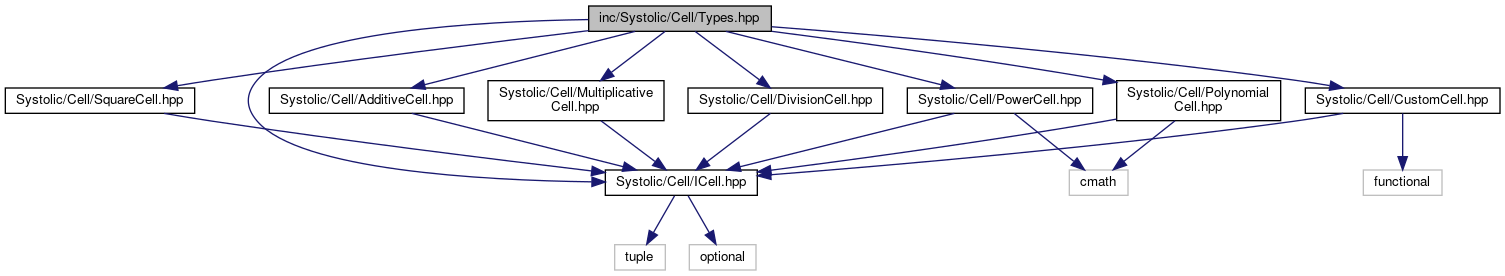 inc/Systolic/Cell/Types.hpp
Systolic/Cell/SquareCell.hpp
Systolic/Cell/AdditiveCell.hpp
Systolic/Cell/Multiplicative
Cell.hpp
Systolic/Cell/DivisionCell.hpp
Systolic/Cell/PowerCell.hpp
Systolic/Cell/Polynomial
Cell.hpp
Systolic/Cell/CustomCell.hpp
Systolic/Cell/ICell.hpp
cmath
functional
tuple
optional